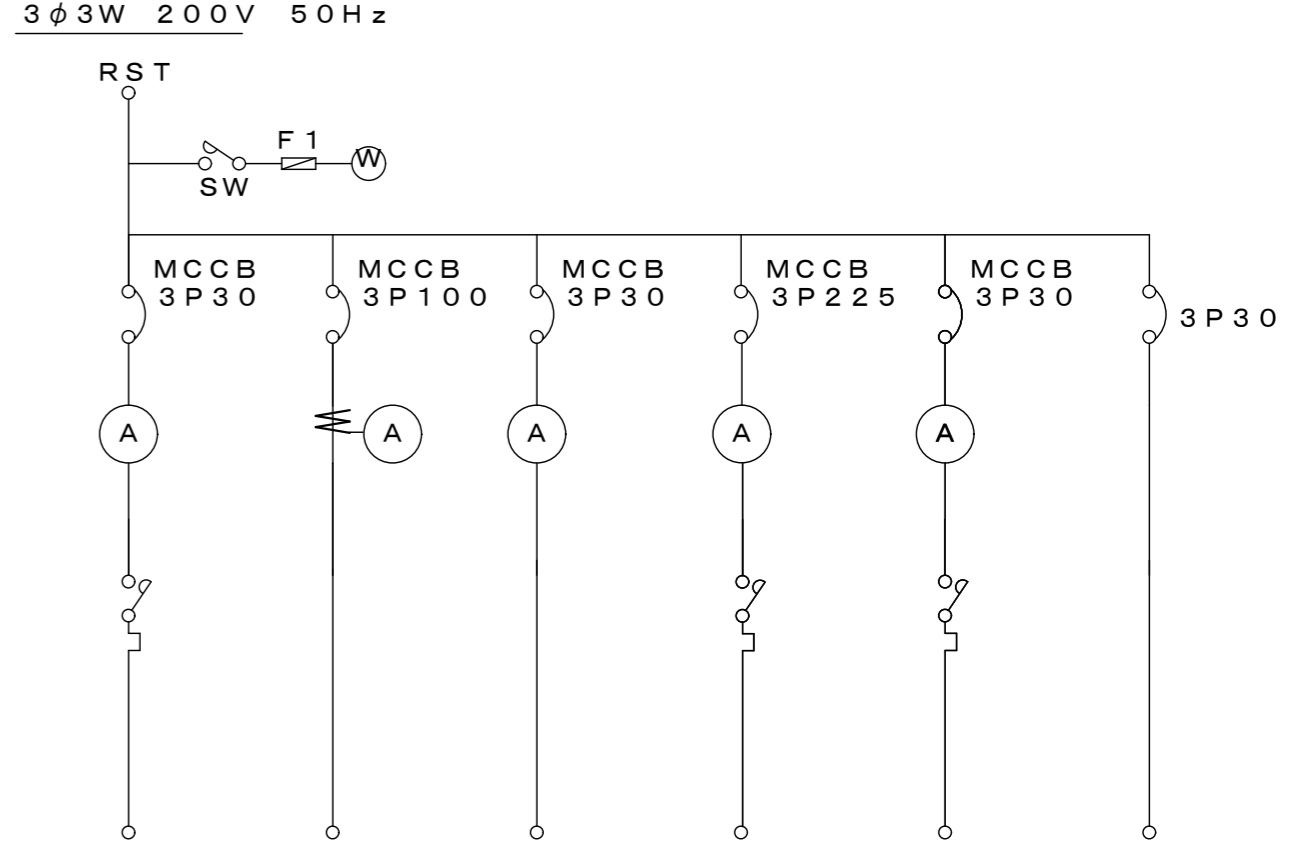 3φ3W 200V 50Hz
RST
F1
W
SW
MCCB MCCB MCCB MCCB MCCB
3P30 3P100 3P30 3P225 3P30
3P30
A A A A A